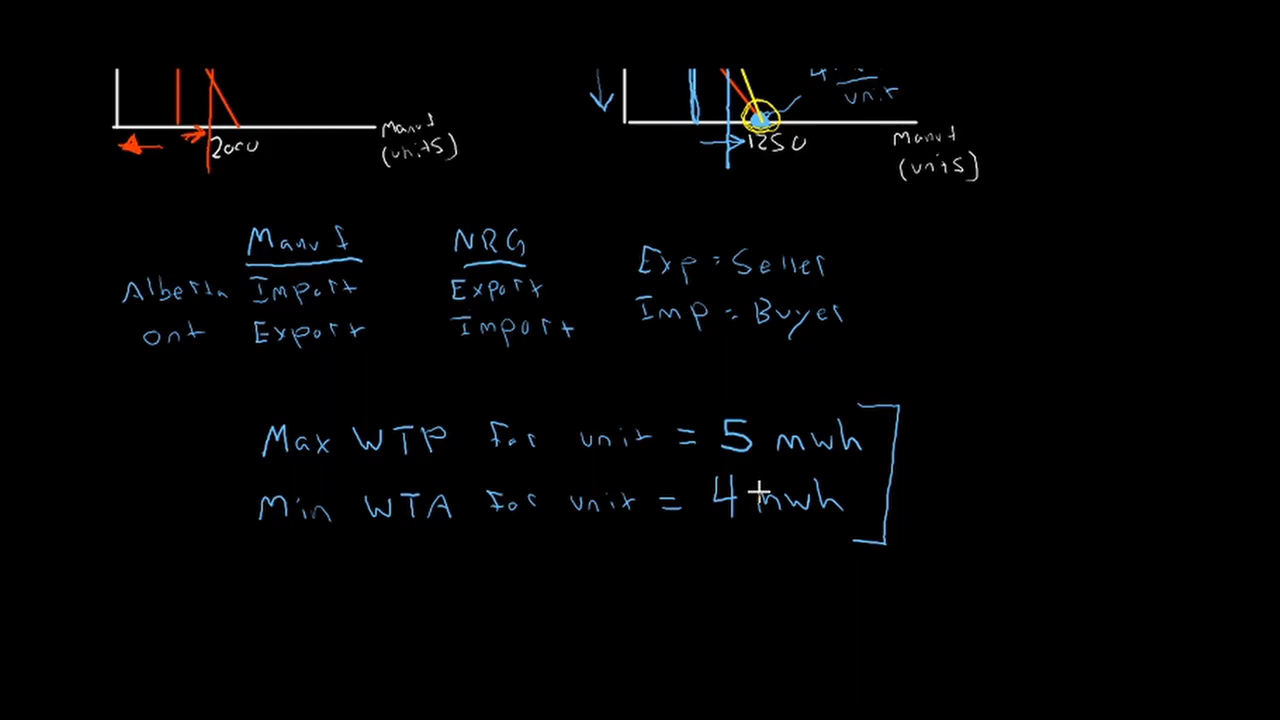 4
unit
Manuf
(units)
2000
1250
Manuf
(units)
Manuf NRG
Alberta Import Export
ont Export Import
Exp = Seller
Imp = Buyer
Max WTP for unit = 5 mwh
Min WTA for unit = 4 mwh